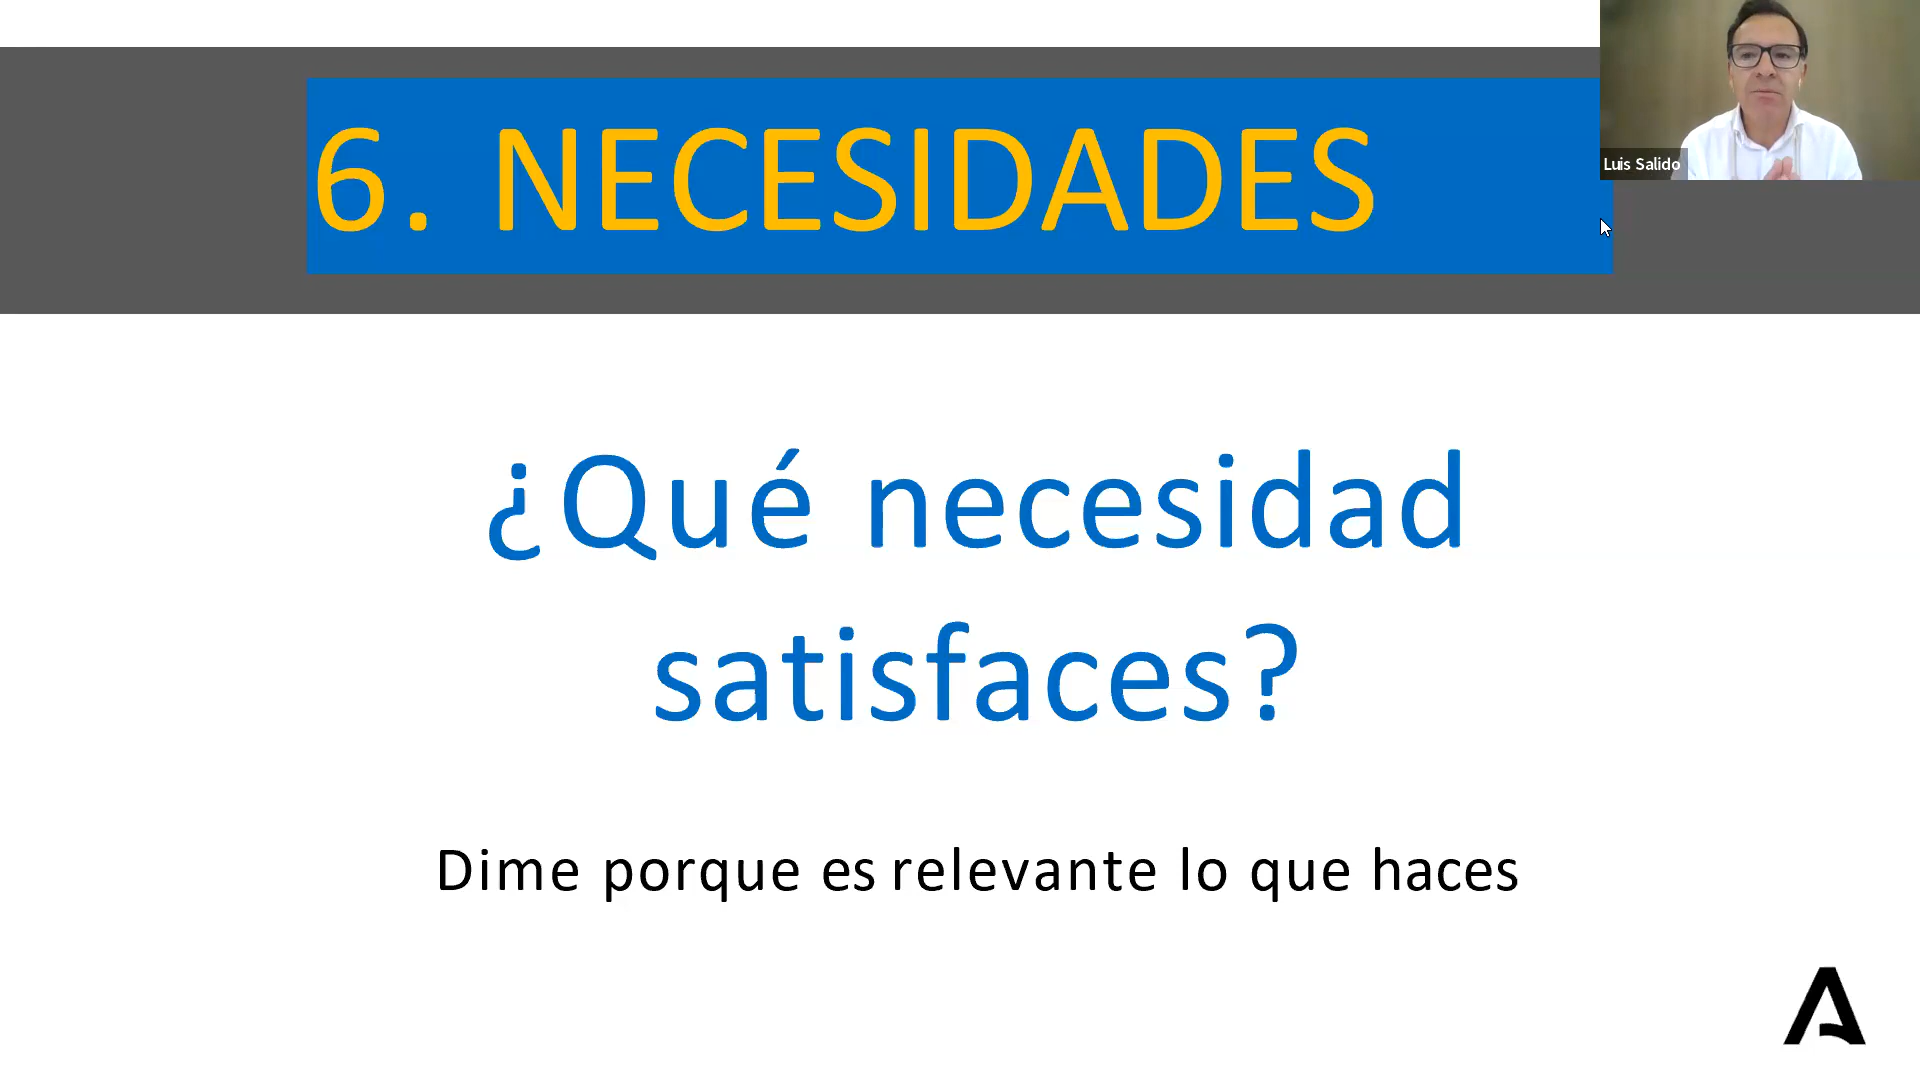 6. NECESIDADES
Luis Salido
¿Qué necesidad
satisfaces?
Dime porque es relevante lo que haces